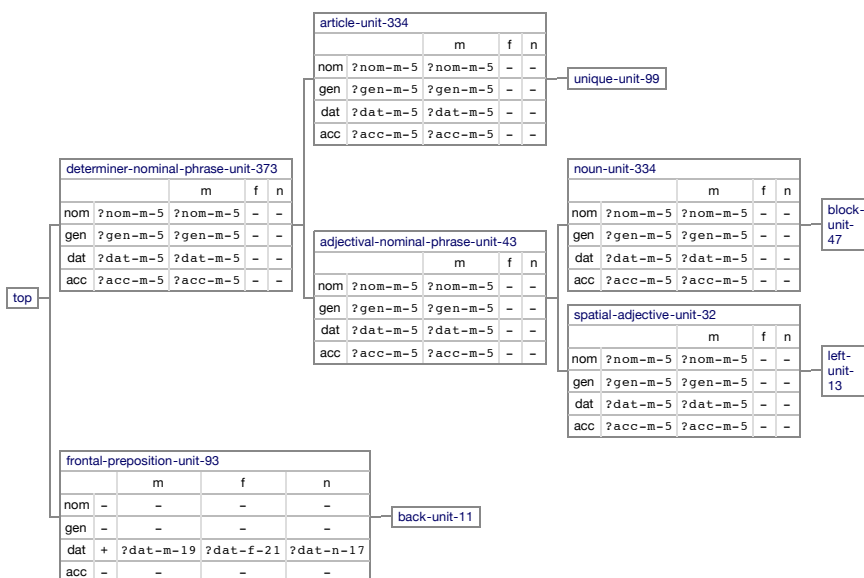 article-unit-334
m f n
nom ?nom-m-5 ?nom-m-5 - -
gen ?gen-m-5 ?gen-m-5 - -
dat ?dat-m-5 ?dat-m-5 - -
acc ?acc-m-5 ?acc-m-5 - -
unique-unit-99
determiner-nominal-phrase-unit-373
m f n
nom ?nom-m-5 ?nom-m-5 - -
gen ?gen-m-5 ?gen-m-5 - -
dat ?dat-m-5 ?dat-m-5 - -
acc ?acc-m-5 ?acc-m-5 - -
noun-unit-334
m f n
nom ?nom-m-5 ?nom-m-5 - -
gen ?gen-m-5 ?gen-m-5 - -
dat ?dat-m-5 ?dat-m-5 - -
acc ?acc-m-5 ?acc-m-5 - -
block-
unit-
47
adjectival-nominal-phrase-unit-43
m f n
nom ?nom-m-5 ?nom-m-5 - -
gen ?gen-m-5 ?gen-m-5 - -
dat ?dat-m-5 ?dat-m-5 - -
acc ?acc-m-5 ?acc-m-5 - -
top
spatial-adjective-unit-32
m f n
nom ?nom-m-5 ?nom-m-5 - -
gen ?gen-m-5 ?gen-m-5 - -
dat ?dat-m-5 ?dat-m-5 - -
acc ?acc-m-5 ?acc-m-5 - -
left-
unit-
13
frontal-preposition-unit-93
m f n
nom - - - -
gen - - - -
dat + ?dat-m-19 ?dat-f-21 ?dat-n-17
acc - - - -
back-unit-11